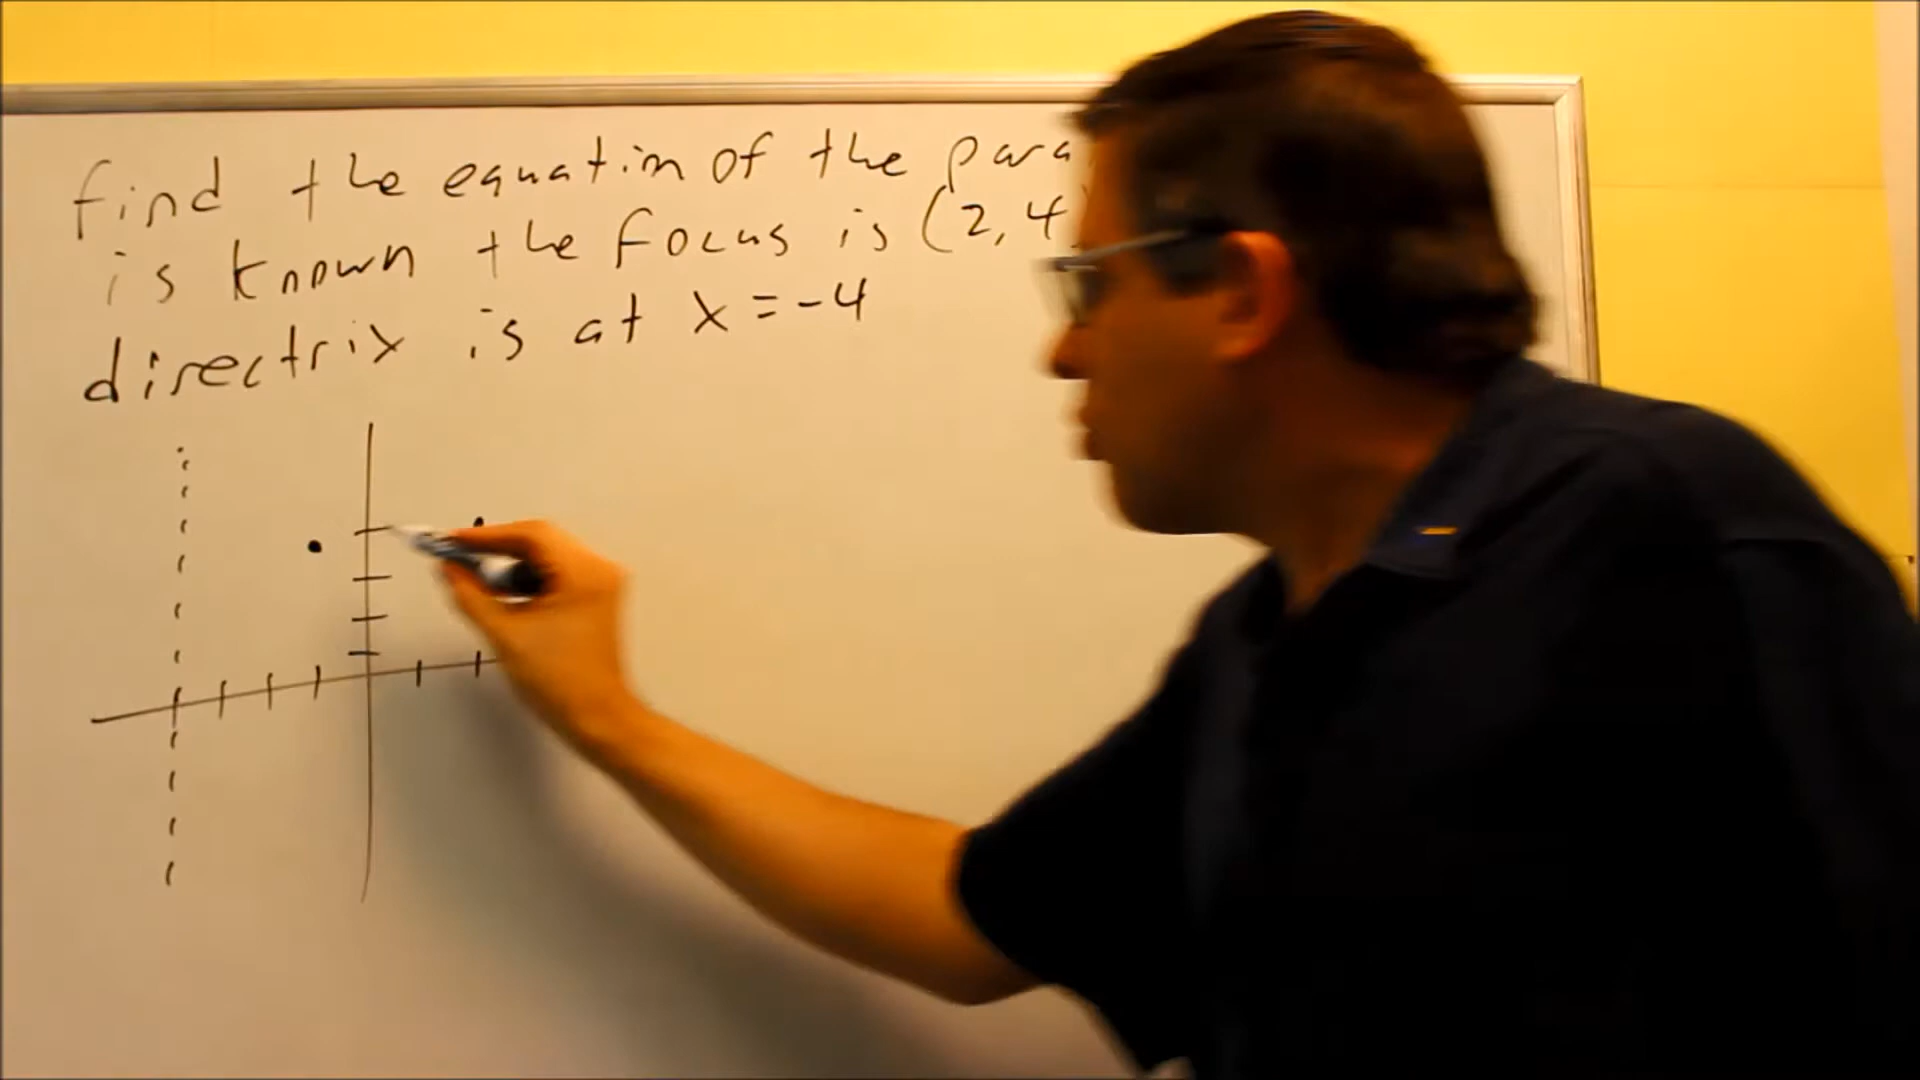 find the equation of the para
is known the focus is (2,4
directrix is at x = -4